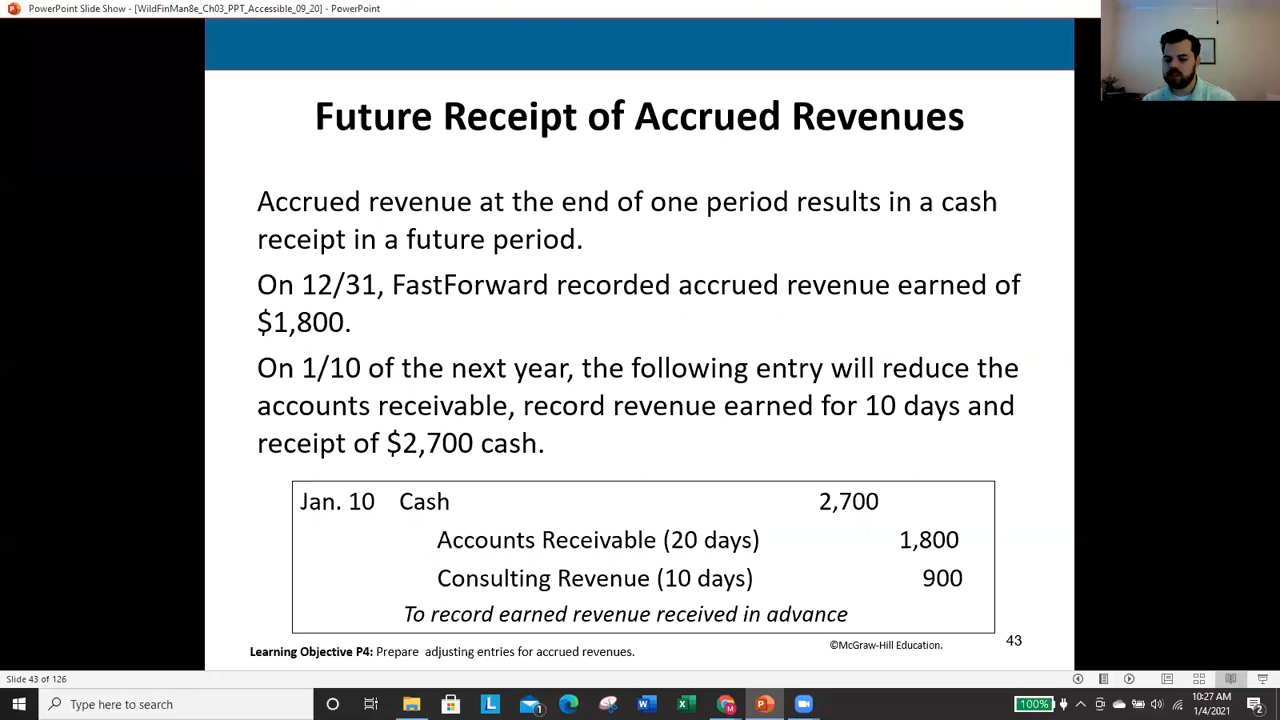 PowerPoint Slide Show - [WildFinMan8e_Ch03_PPT_Accessible_09_20] - PowerPoint
Future Receipt of Accrued Revenues
Accrued revenue at the end of one period results in a cash
receipt in a future period.
On 12/31, FastForward recorded accrued revenue earned of
$1,800.
On 1/10 of the next year, the following entry will reduce the
accounts receivable, record revenue earned for 10 days and
receipt of $2,700 cash.
Jan. 10 Cash 2,700
Accounts Receivable (20 days) 1,800
Consulting Revenue (10 days) 900
To record earned revenue received in advance
©McGraw-Hill Education. 43
Learning Objective P4: Prepare adjusting entries for accrued revenues.
Slide 43 of 126
Type here to search
100%
10:27 AM
1/4/2021